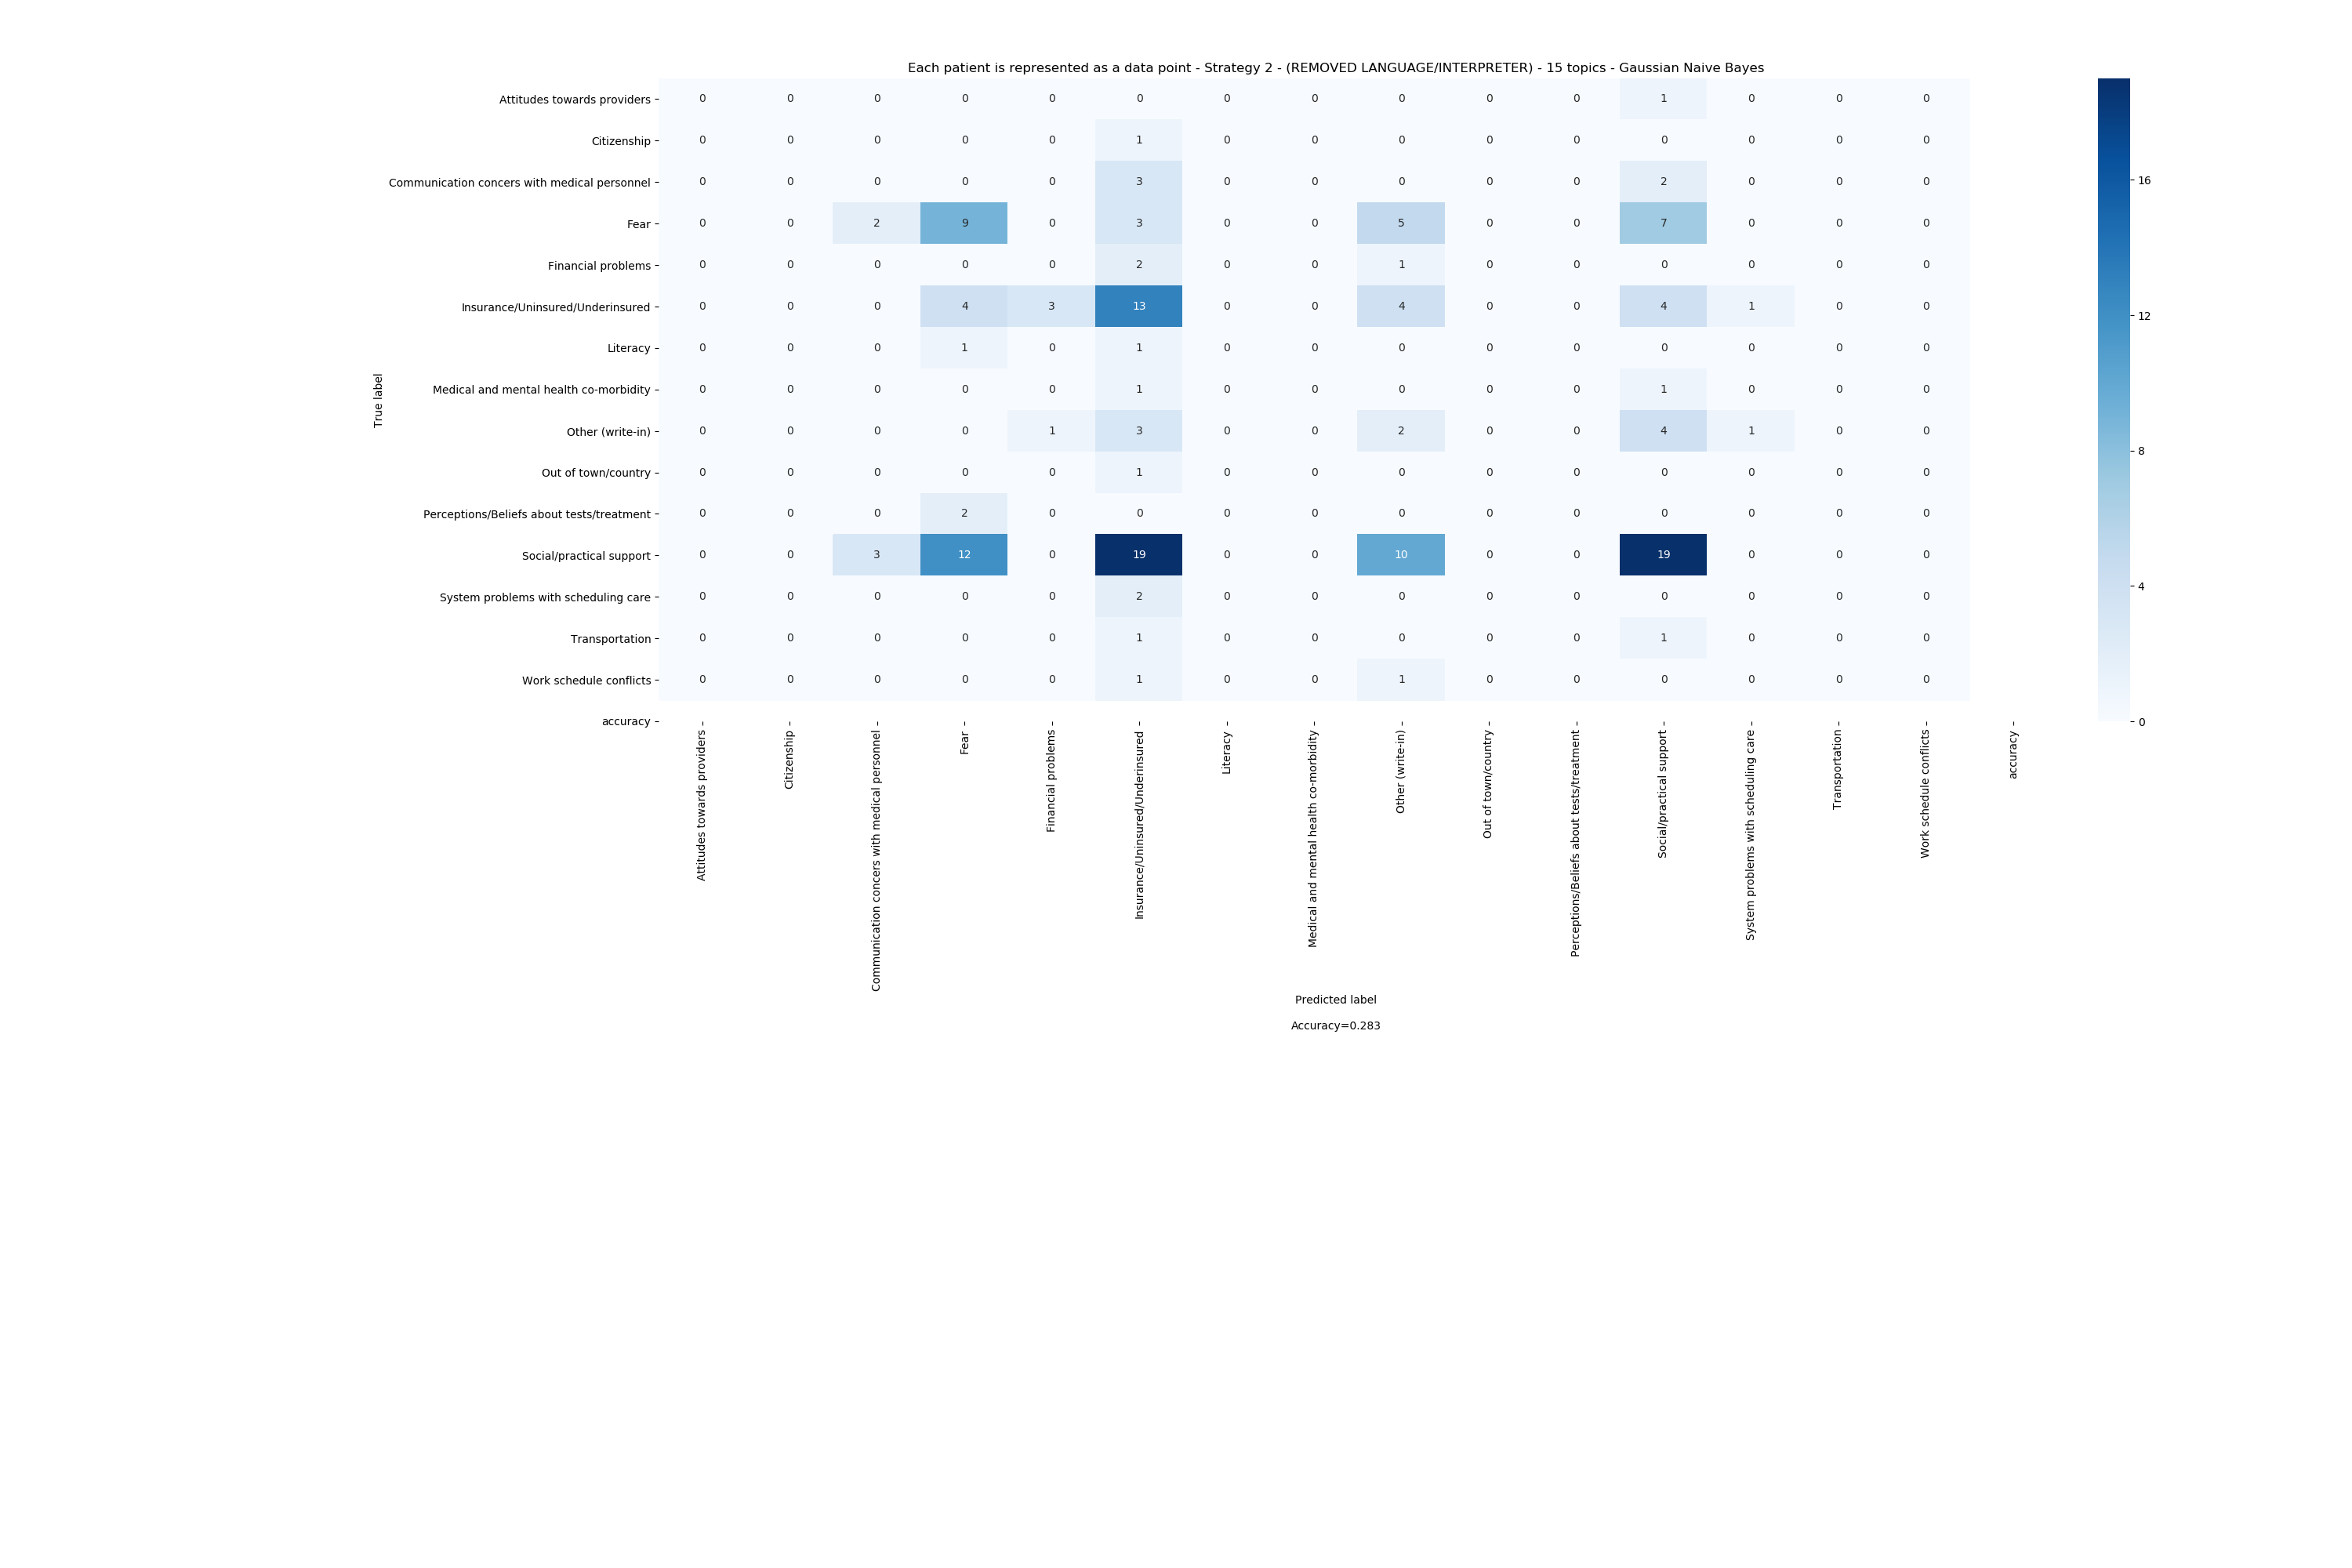 Each patient is represented as a data point - Strategy 2 - (REMOVED LANGUAGE/INTERPRETER) - 15 topics - Gaussian Naive Bayes
Attitudes towards providers 0 0 0 0 0 0 0 0 0 0 0 1 0 0 0
Citizenship 0 0 0 0 0 1 0 0 0 0 0 0 0 0 0
Communication concers with medical personnel 0 0 0 0 0 3 0 0 0 0 0 2 0 0 0
Fear 0 0 2 9 0 3 0 0 5 0 0 7 0 0 0
Financial problems 0 0 0 0 0 2 0 0 1 0 0 0 0 0 0
Insurance/Uninsured/Underinsured 0 0 0 4 3 13 0 0 4 0 0 4 1 0 0
Literacy 0 0 0 1 0 1 0 0 0 0 0 0 0 0 0
Medical and mental health co-morbidity 0 0 0 0 0 1 0 0 0 0 0 1 0 0 0
Other (write-in) 0 0 0 0 1 3 0 0 2 0 0 4 1 0 0
Out of town/country 0 0 0 0 0 1 0 0 0 0 0 0 0 0 0
Perceptions/Beliefs about tests/treatment 0 0 0 2 0 0 0 0 0 0 0 0 0 0 0
Social/practical support 0 0 3 12 0 19 0 0 10 0 0 19 0 0 0
System problems with scheduling care 0 0 0 0 0 2 0 0 0 0 0 0 0 0 0
Transportation 0 0 0 0 0 1 0 0 0 0 0 1 0 0 0
Work schedule conflicts 0 0 0 0 0 1 0 0 1 0 0 0 0 0 0
accuracy
True label
Attitudes towards providers
Citizenship
Communication concers with medical personnel
Fear
Financial problems
Insurance/Uninsured/Underinsured
Literacy
Medical and mental health co-morbidity
Other (write-in)
Out of town/country
Perceptions/Beliefs about tests/treatment
Social/practical support
System problems with scheduling care
Transportation
Work schedule conflicts
accuracy
Predicted label
Accuracy=0.283
16
12
8
4
0